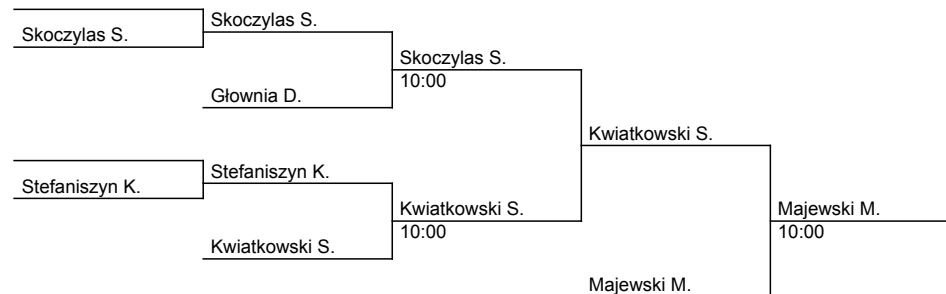 Skoczylas S.
Skoczylas S.
Skoczylas S.
10:00
Głownia D.
Kwiatkowski S.
Stefaniszyn K.
Stefaniszyn K.
Kwiatkowski S.
10:00
Majewski M.
10:00
Kwiatkowski S.
Majewski M.